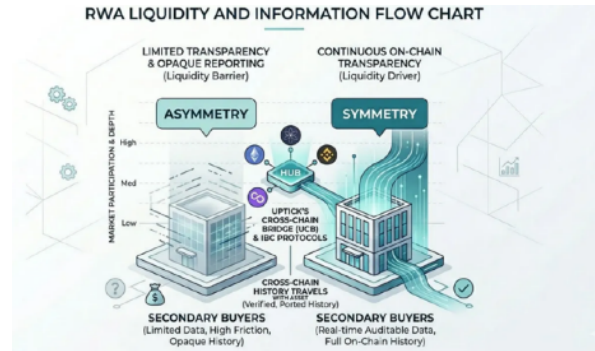 RWA LIQUIDITY AND INFORMATION FLOW CHART
LIMITED TRANSPARENCY
& OPAQUE REPORTING
(Liquidity Barrier)
CONTINUOUS ON-CHAIN
TRANSPARENCY
(Liquidity Driver)
ASYMMETRY
SYMMETRY
MARKET PARTICIPATION & DEPTH
High
Med
Low
HUB
UPTICK'S
CROSS-CHAIN
BRIDGE (UCB)
& IBC PROTOCOLS
CROSS-CHAIN
HISTORY TRAVELS
WITH ASSET
(Verified, Ported History)
?
$
SECONDARY BUYERS
(Limited Data, High Friction,
Opaque History)
SECONDARY BUYERS
(Real-time Auditable Data,
Full On-Chain History)